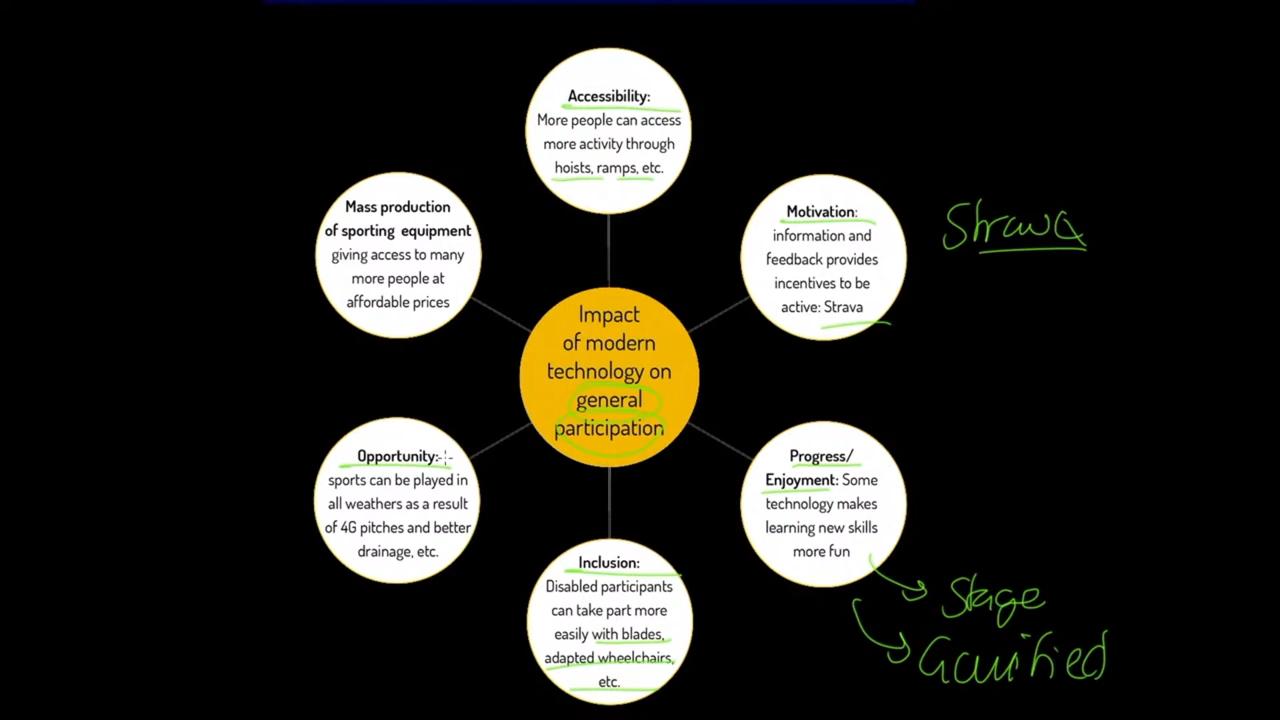 Accessibility:
More people can access
more activity through
hoists, ramps, etc.
Motivation:
information and
feedback provides
incentives to be
active: Strava
Strava
Progress/
Enjoyment: Some
technology makes
learning new skills
more fun
Stage
Gamified
Inclusion:
Disabled participants
can take part more
easily with blades,
adapted wheelchairs,
etc.
Opportunity:
sports can be played in
all weathers as a result
of 4G pitches and better
drainage, etc.
Mass production
of sporting equipment
giving access to many
more people at
affordable prices
Impact
of modern
technology on
general
participation